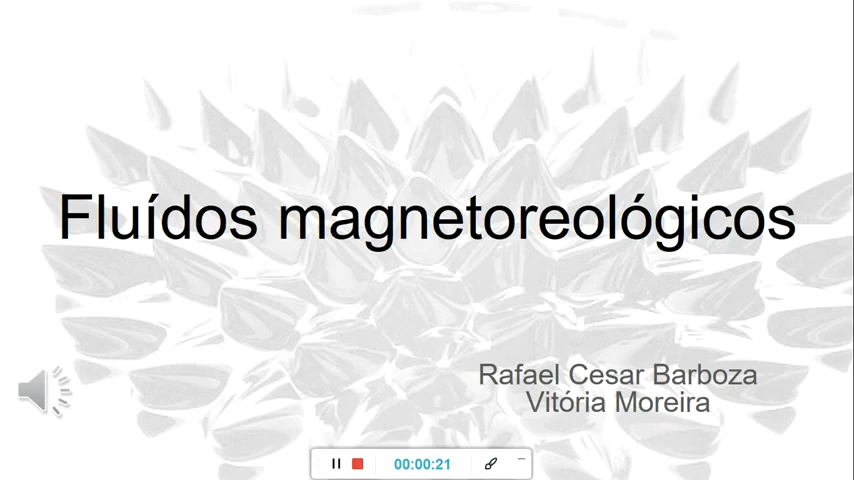 Fluídos magnetoreológicos
Rafael Cesar Barboza
Vitória Moreira
00:00:21